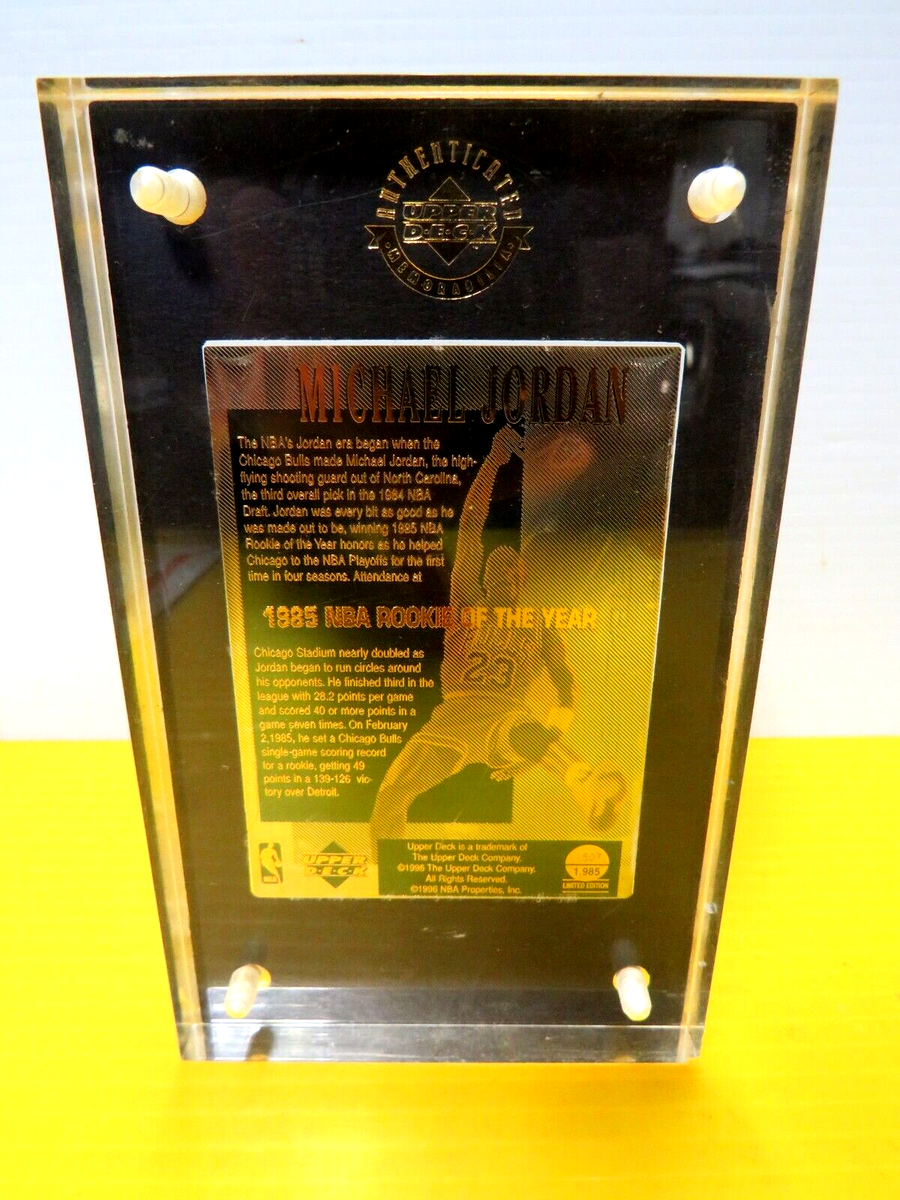 AUTHENTICATED
UPPER
D·E·C·K
MEMORABILIA
MICHAEL JORDAN
The NBA's Jordan era began when the
Chicago Bulls made Michael Jordan, the high-
flying shooting guard out of North Carolina,
the third overall pick in the 1984 NBA
Draft. Jordan was every bit as good as he
was made out to be, winning 1985 NBA
Rookie of the Year honors as he helped
Chicago to the NBA Playoffs for the first
time in four seasons. Attendance at
1985 NBA ROOKIE OF THE YEAR
Chicago Stadium nearly doubled as
Jordan began to run circles around
his opponents. He finished third in the
league with 28.2 points per game
and scored 40 or more points in a
game seven times. On February
2,1985, he set a Chicago Bulls
single-game scoring record
for a rookie, getting 49
points in a 139-126 vic-
tory over Detroit.
23
UPPER
D·E·C·K
Upper Deck is a trademark of
The Upper Deck Company.
©1996 The Upper Deck Company.
All Rights Reserved.
©1996 NBA Properties, Inc.
1,985
LIMITED EDITION